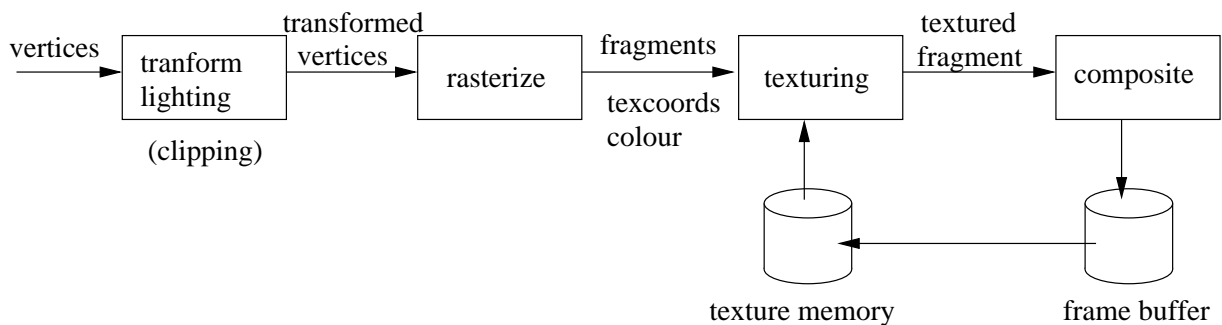 vertices
tranform
lighting
(clipping)
transformed
vertices
rasterize
fragments
texcoords
colour
texturing
textured
fragment
composite
texture memory
frame buffer